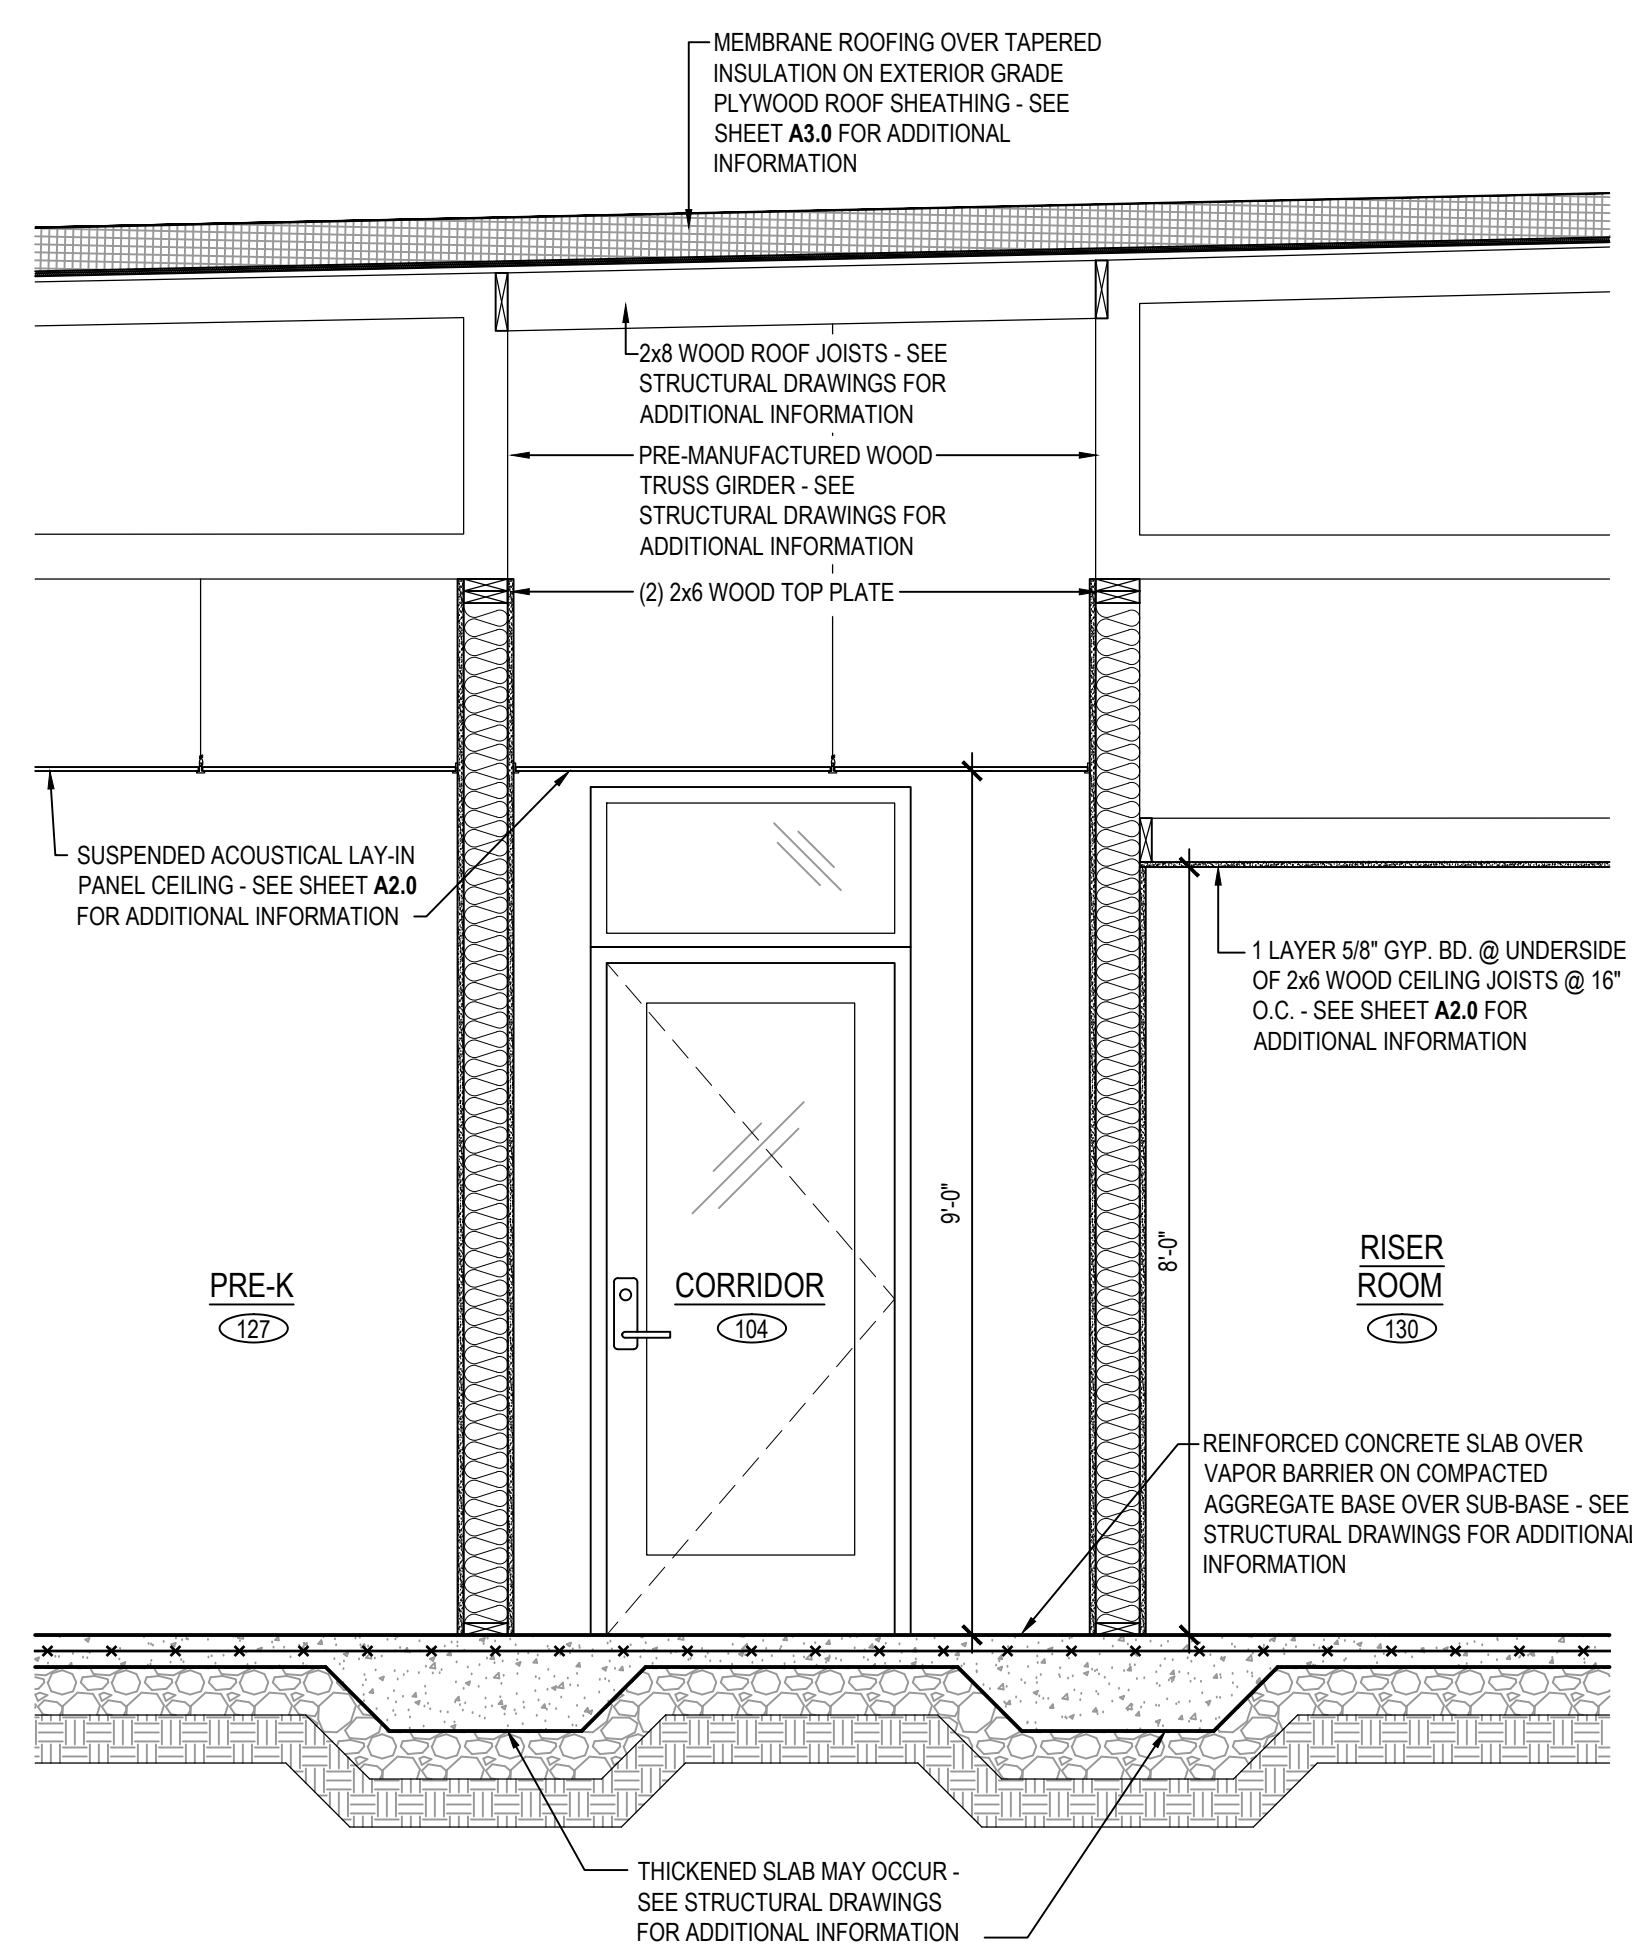 MEMBRANE ROOFING OVER TAPERED
INSULATION ON EXTERIOR GRADE
PLYWOOD ROOF SHEATHING - SEE
SHEET A3.0 FOR ADDITIONAL
INFORMATION
2x8 WOOD ROOF JOISTS - SEE
STRUCTURAL DRAWINGS FOR
ADDITIONAL INFORMATION
PRE-MANUFACTURED WOOD
TRUSS GIRDER - SEE
STRUCTURAL DRAWINGS FOR
ADDITIONAL INFORMATION
(2) 2x6 WOOD TOP PLATE
SUSPENDED ACOUSTICAL LAY-IN
PANEL CEILING - SEE SHEET A2.0
FOR ADDITIONAL INFORMATION
1 LAYER 5/8" GYP. BD. @ UNDERSIDE
OF 2x6 WOOD CEILING JOISTS @ 16"
O.C. - SEE SHEET A2.0 FOR
ADDITIONAL INFORMATION
9'-0"
8'-0"
PRE-K
127
CORRIDOR
104
RISER
ROOM
130
REINFORCED CONCRETE SLAB OVER
VAPOR BARRIER ON COMPACTED
AGGREGATE BASE OVER SUB-BASE - SEE
STRUCTURAL DRAWINGS FOR ADDITIONAL
INFORMATION
THICKENED SLAB MAY OCCUR -
SEE STRUCTURAL DRAWINGS
FOR ADDITIONAL INFORMATION